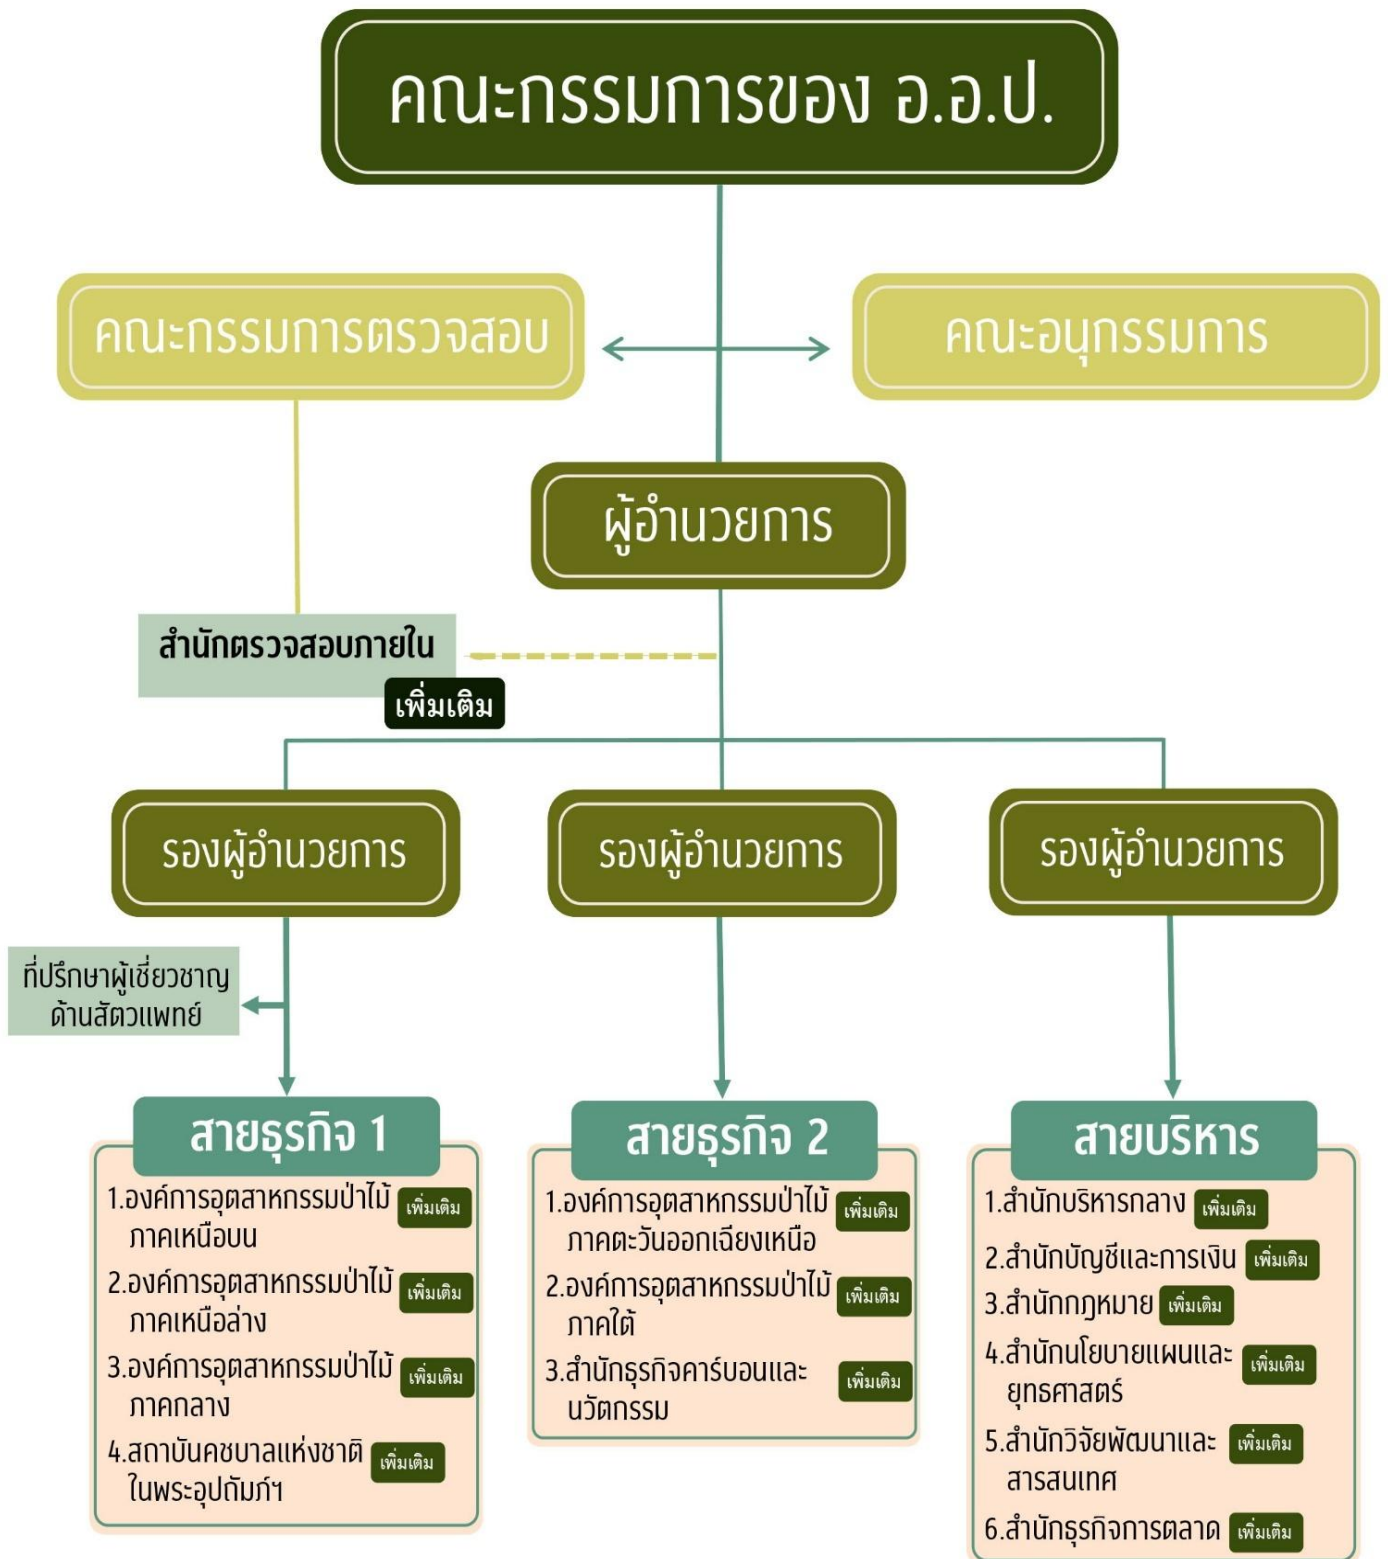 คณะกรรมการของ อ.อ.ป.
คณะกรรมการตรวจสอบ
คณะอนุกรรมการ
ผู้อำนวยการ
สำนักตรวจสอบภายใน
เพิ่มเติม
รองผู้อำนวยการ
รองผู้อำนวยการ
รองผู้อำนวยการ
ที่ปรึกษาผู้เชี่ยวชาญ
ด้านสัตวแพทย์
สายธุรกิจ 1
1.องค์การอุตสาหกรรมป่าไม้ เพิ่มเติม
ภาคเหนือบน
2.องค์การอุตสาหกรรมป่าไม้ เพิ่มเติม
ภาคเหนือล่าง
3.องค์การอุตสาหกรรมป่าไม้ เพิ่มเติม
ภาคกลาง
4.สถาบันคชบาลแห่งชาติ เพิ่มเติม
ในพระอุปถัมภ์ฯ
สายธุรกิจ 2
1.องค์การอุตสาหกรรมป่าไม้ เพิ่มเติม
ภาคตะวันออกเฉียงเหนือ
2.องค์การอุตสาหกรรมป่าไม้ เพิ่มเติม
ภาคใต้
3.สำนักธุรกิจคาร์บอนและ เพิ่มเติม
นวัตกรรม
สายบริหาร
1.สำนักบริหารกลาง เพิ่มเติม
2.สำนักบัญชีและการเงิน เพิ่มเติม
3.สำนักกฎหมาย เพิ่มเติม
4.สำนักนโยบายแผนและ เพิ่มเติม
ยุทธศาสตร์
5.สำนักวิจัยพัฒนาและ เพิ่มเติม
สารสนเทศ
6.สำนักธุรกิจการตลาด เพิ่มเติม